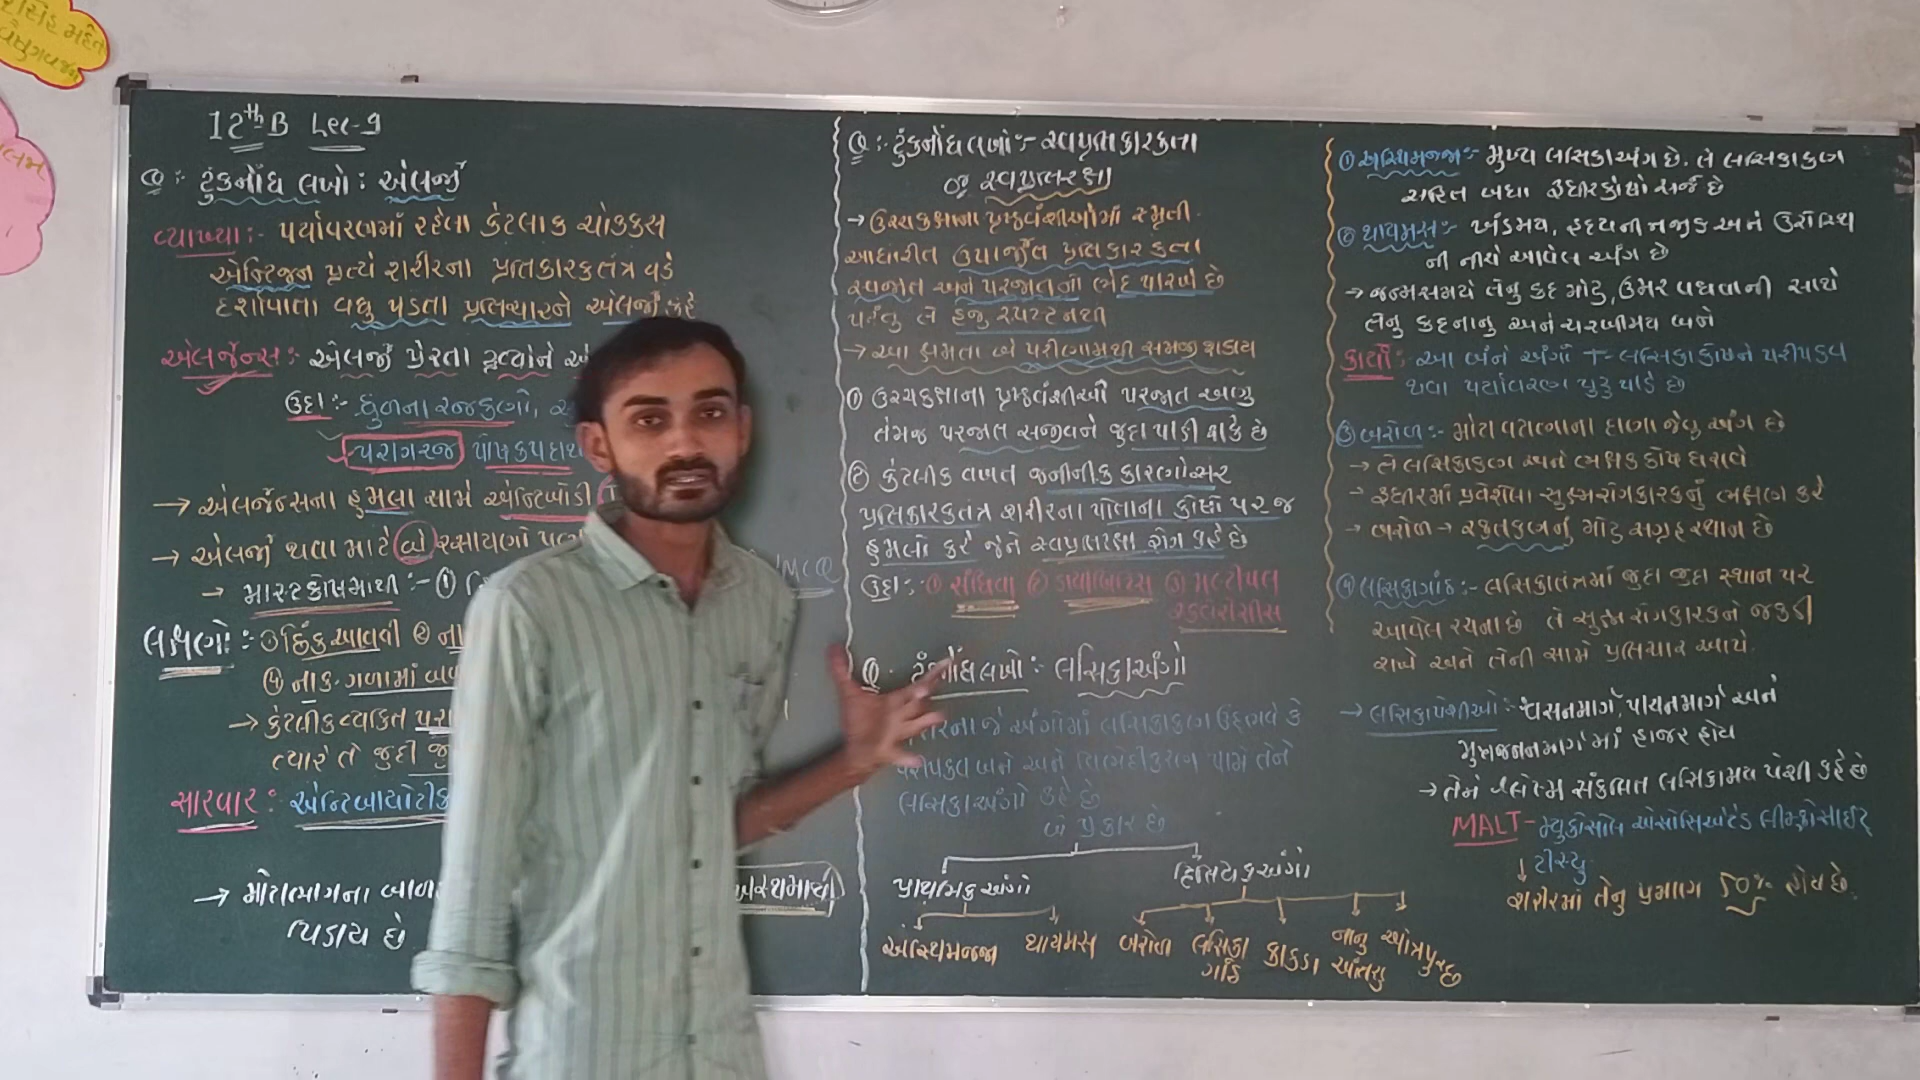 12th B Lec-9
Q:- ટુંકનોંધ લખો : એલર્જી
વ્યાખ્યા :- પર્યાવરણમાં રહેલા કેટલાક ચોક્કસ
એન્ટિજન પ્રત્યે શરીરના પ્રતિકારકતંત્ર વડે
દર્શાવાતા વધુ પડતા પ્રતિચારને એલર્જી કહે
એલર્જન્સ :- એલર્જી પ્રેરતા દ્રવ્યોને
ઉદા :- ધુળના રજકણો,
પરાગરજ
→ એલર્જન્સના હુમલા સામે એન્ટિબોડી
→ એલર્જી થવા માટે બે રસાયણો
→ માસ્ટકોષમાંથી :- ①
MCQ
લક્ષણો :- ① છિંક આવવી ②
④ નાક-ગળામાં
→ કેટલીક વ્યક્તિ
ત્યારે તે જુદી
સારવાર : એન્ટિબાયોટીક
→ મોટાભાગના
અસ્થમાથી
પિડાય છે
Q:- ટુંકનોંધ લખો :- સ્વપ્રતિકારકતા
or સ્વપ્રતિરક્ષા
→ ઉચ્ચકક્ષાના પૃષ્ઠવંશીઓમાં સ્મૃતી
આધારીત ઉપાર્જીત પ્રતિકારકતા
સ્વજાત અને પરજાતનો ભેદ પારખે છે
પરંતુ તે હજુ સ્પષ્ટ નથી
→ આ ક્ષમતા બે પરીણામથી સમજી શકાય
① ઉચ્ચકક્ષાના પૃષ્ઠવંશીઓ પરજાત અણુ
તેમજ પરજાત સજીવને જુદા પાડી શકે છે
② કેટલીક વખત જનીનીક કારણોસર
પ્રતિકારકતંત્ર શરીરના પોતાના કોષો પર જ
હુમલો કરે જેને સ્વપ્રતિરક્ષા રોગ કહે છે
ઉદા :- ① સંધિવા ② ડાયાબિટીસ ③ મલ્ટીપલ
સ્કલેરોસીસ
Q ટુંકનોંધ લખો :- લસિકાઅંગો
જે અંગોમાં લસિકાકણ ઉદ્દભવે કે
પરીપક્વ બને અને વિભેદીકરણ પામે તેને
લસિકાઅંગો કહે છે
બે પ્રકાર છે
પ્રાથમિક અંગો
દ્વિતિયક અંગો
અસ્થિમજ્જા થાયમસ બરોળ લસિકા ગાંઠ કાકડા નાનુ આંતરડુ આંત્રપુચ્છ
① અસ્થિમજ્જા :- મુખ્ય લસિકાઅંગ છે. તે લસિકાકણ
સહિત બધા રૂધીરકોષો સર્જે છે
② થાયમસ :- ખંડમય, હૃદયની નજીક અને ઉરોસ્થિ
ની નીચે આવેલ અંગ છે
→ જન્મસમયે તેનુ કદ મોટુ, ઉમર વધવાની સાથે
તેનુ કદ નાનુ અને ચરબીમય બને
કાર્યો :- આ બંને અંગો T-લસિકાકોષને પરીપક્વ
થવા પર્યાવરણ પુરુ પાડે છે
③ બરોળ :- મોટા વટાણાના દાણા જેવુ અંગ છે
→ તે લસિકાકણ અને ભક્ષકકોષ ધરાવે
→ રૂધીરમાં પ્રવેશેલા સુક્ષ્મરોગકારકનું ભક્ષણ કરે
→ બરોળ → રક્તકણનું મોટુ સંગ્રહસ્થાન છે
④ લસિકાગાંઠ :- લસિકાતંત્રમાં જુદા જુદા સ્થાન પર
આવેલ રચના છે તે સુક્ષ્મ રોગકારકને જકડી
રાખે અને તેની સામે પ્રતિચાર આપે.
→ લસિકાપેશીઓ :- શ્વસનમાર્ગ, પાચનમાર્ગ અને
મુત્રજનનમાર્ગમાં હાજર હોય
→ તેને શ્લેષ્મ સંકલિત લસિકામય પેશી કહે છે
MALT - મ્યુકોસલ એસોસિએટેડ લીમ્ફોસાઈટ
ટીસ્યુ
શરીરમાં તેનુ પ્રમાણ 50% હોય છે.